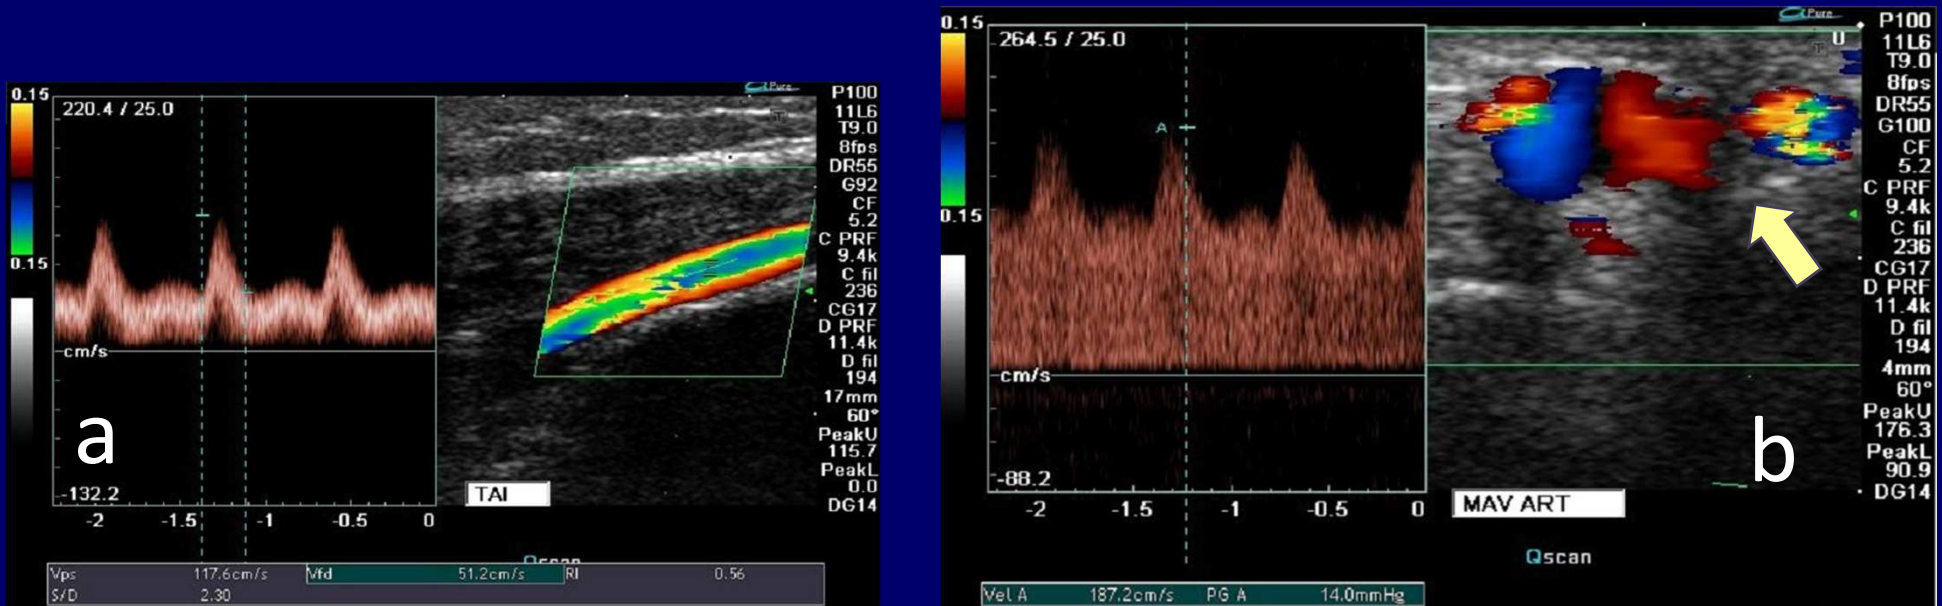 0.15
220.4 / 25.0
0.15
cm/s
-132.2
-2 -1.5 -1 -0.5 0
a
Pure
T
P100
11L6
T9.0
8fps
DR55
G92
CF
5.2
C PRF
9.4k
C fil
236
CG17
D PRF
11.4k
D fil
194
17mm
60°
PeakU
115.7
PeakL
0.0
DG14
TAI
Qscan
Vps 117.6cm/s Vfd 51.2cm/s RI 0.56
S/D 2.30
0.15
264.5 / 25.0
A
0.15
cm/s
-88.2
-2 -1.5 -1 -0.5 0
Pure
U
T
P100
11L6
T9.0
8fps
DR55
G100
CF
5.2
C PRF
9.4k
C fil
236
CG17
D PRF
11.4k
D fil
194
4mm
60°
PeakU
176.3
PeakL
90.9
DG14
b
MAV ART
Qscan
Vel A 187.2cm/s PG A 14.0mmHg